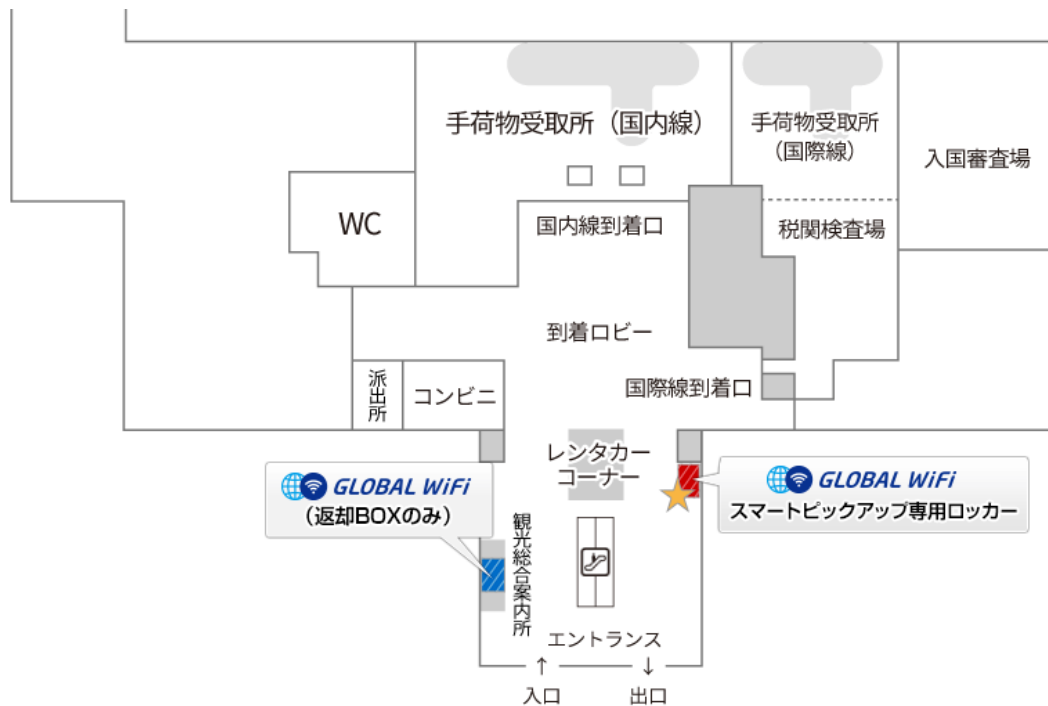 手荷物受取所（国内線）
手荷物受取所
（国際線）
入国審査場
WC
国内線到着口
税関検査場
到着ロビー
派出所
コンビニ
国際線到着口
レンタカー
コーナー
GLOBAL WiFi
（返却BOXのみ）
GLOBAL WiFi
スマートピックアップ専用ロッカー
観光総合案内所
エントランス
↑
↓
入口
出口